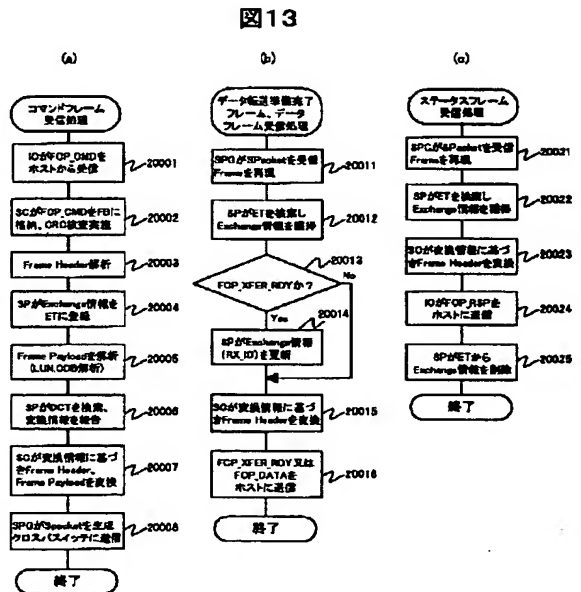 図13
(a)
コマンドフレーム
受信処理
IOがFCP_CMDを
ホストから受信
20001
SCがFCP_CMDをFBに
格納、CRC検査実施
20002
Frame Header解析
20003
SPがExchange情報を
ETに登録
20004
Frame Payloadを解析
(LUN,CDB解析)
20005
SPがDCTを検索、
変換情報を報告
20006
SCが変換情報に基づ
きFrame Header、
Frame Payloadを変換
20007
SPGがSpacketを生成
クロスバスイッチに送信
20008
終了
(b)
データ転送準備完了
フレーム、データ
フレーム受信処理
SPGがSPacketを受信
Frameを再現
20011
SPがETを検索し
Exchange情報を獲得
20012
FCP_XFER_RDYか?
20013
No
Yes
SPがExchange情報
(RX_ID)を更新
20014
SCが変換情報に基づ
きFrame Headerを変換
20015
FCP_XFER_RDY又は
FCP_DATAを
ホストに送信
20016
終了
(c)
ステータスフレーム
受信処理
SPGがSPacketを受信
Frameを再現
20021
SPがETを検索し
Exchange情報を獲得
20022
SCが変換情報に基づ
きFrame Headerを変換
20023
IOがFCP_RSPを
ホストに送信
20024
SPがETから
Exchange情報を削除
20025
終了